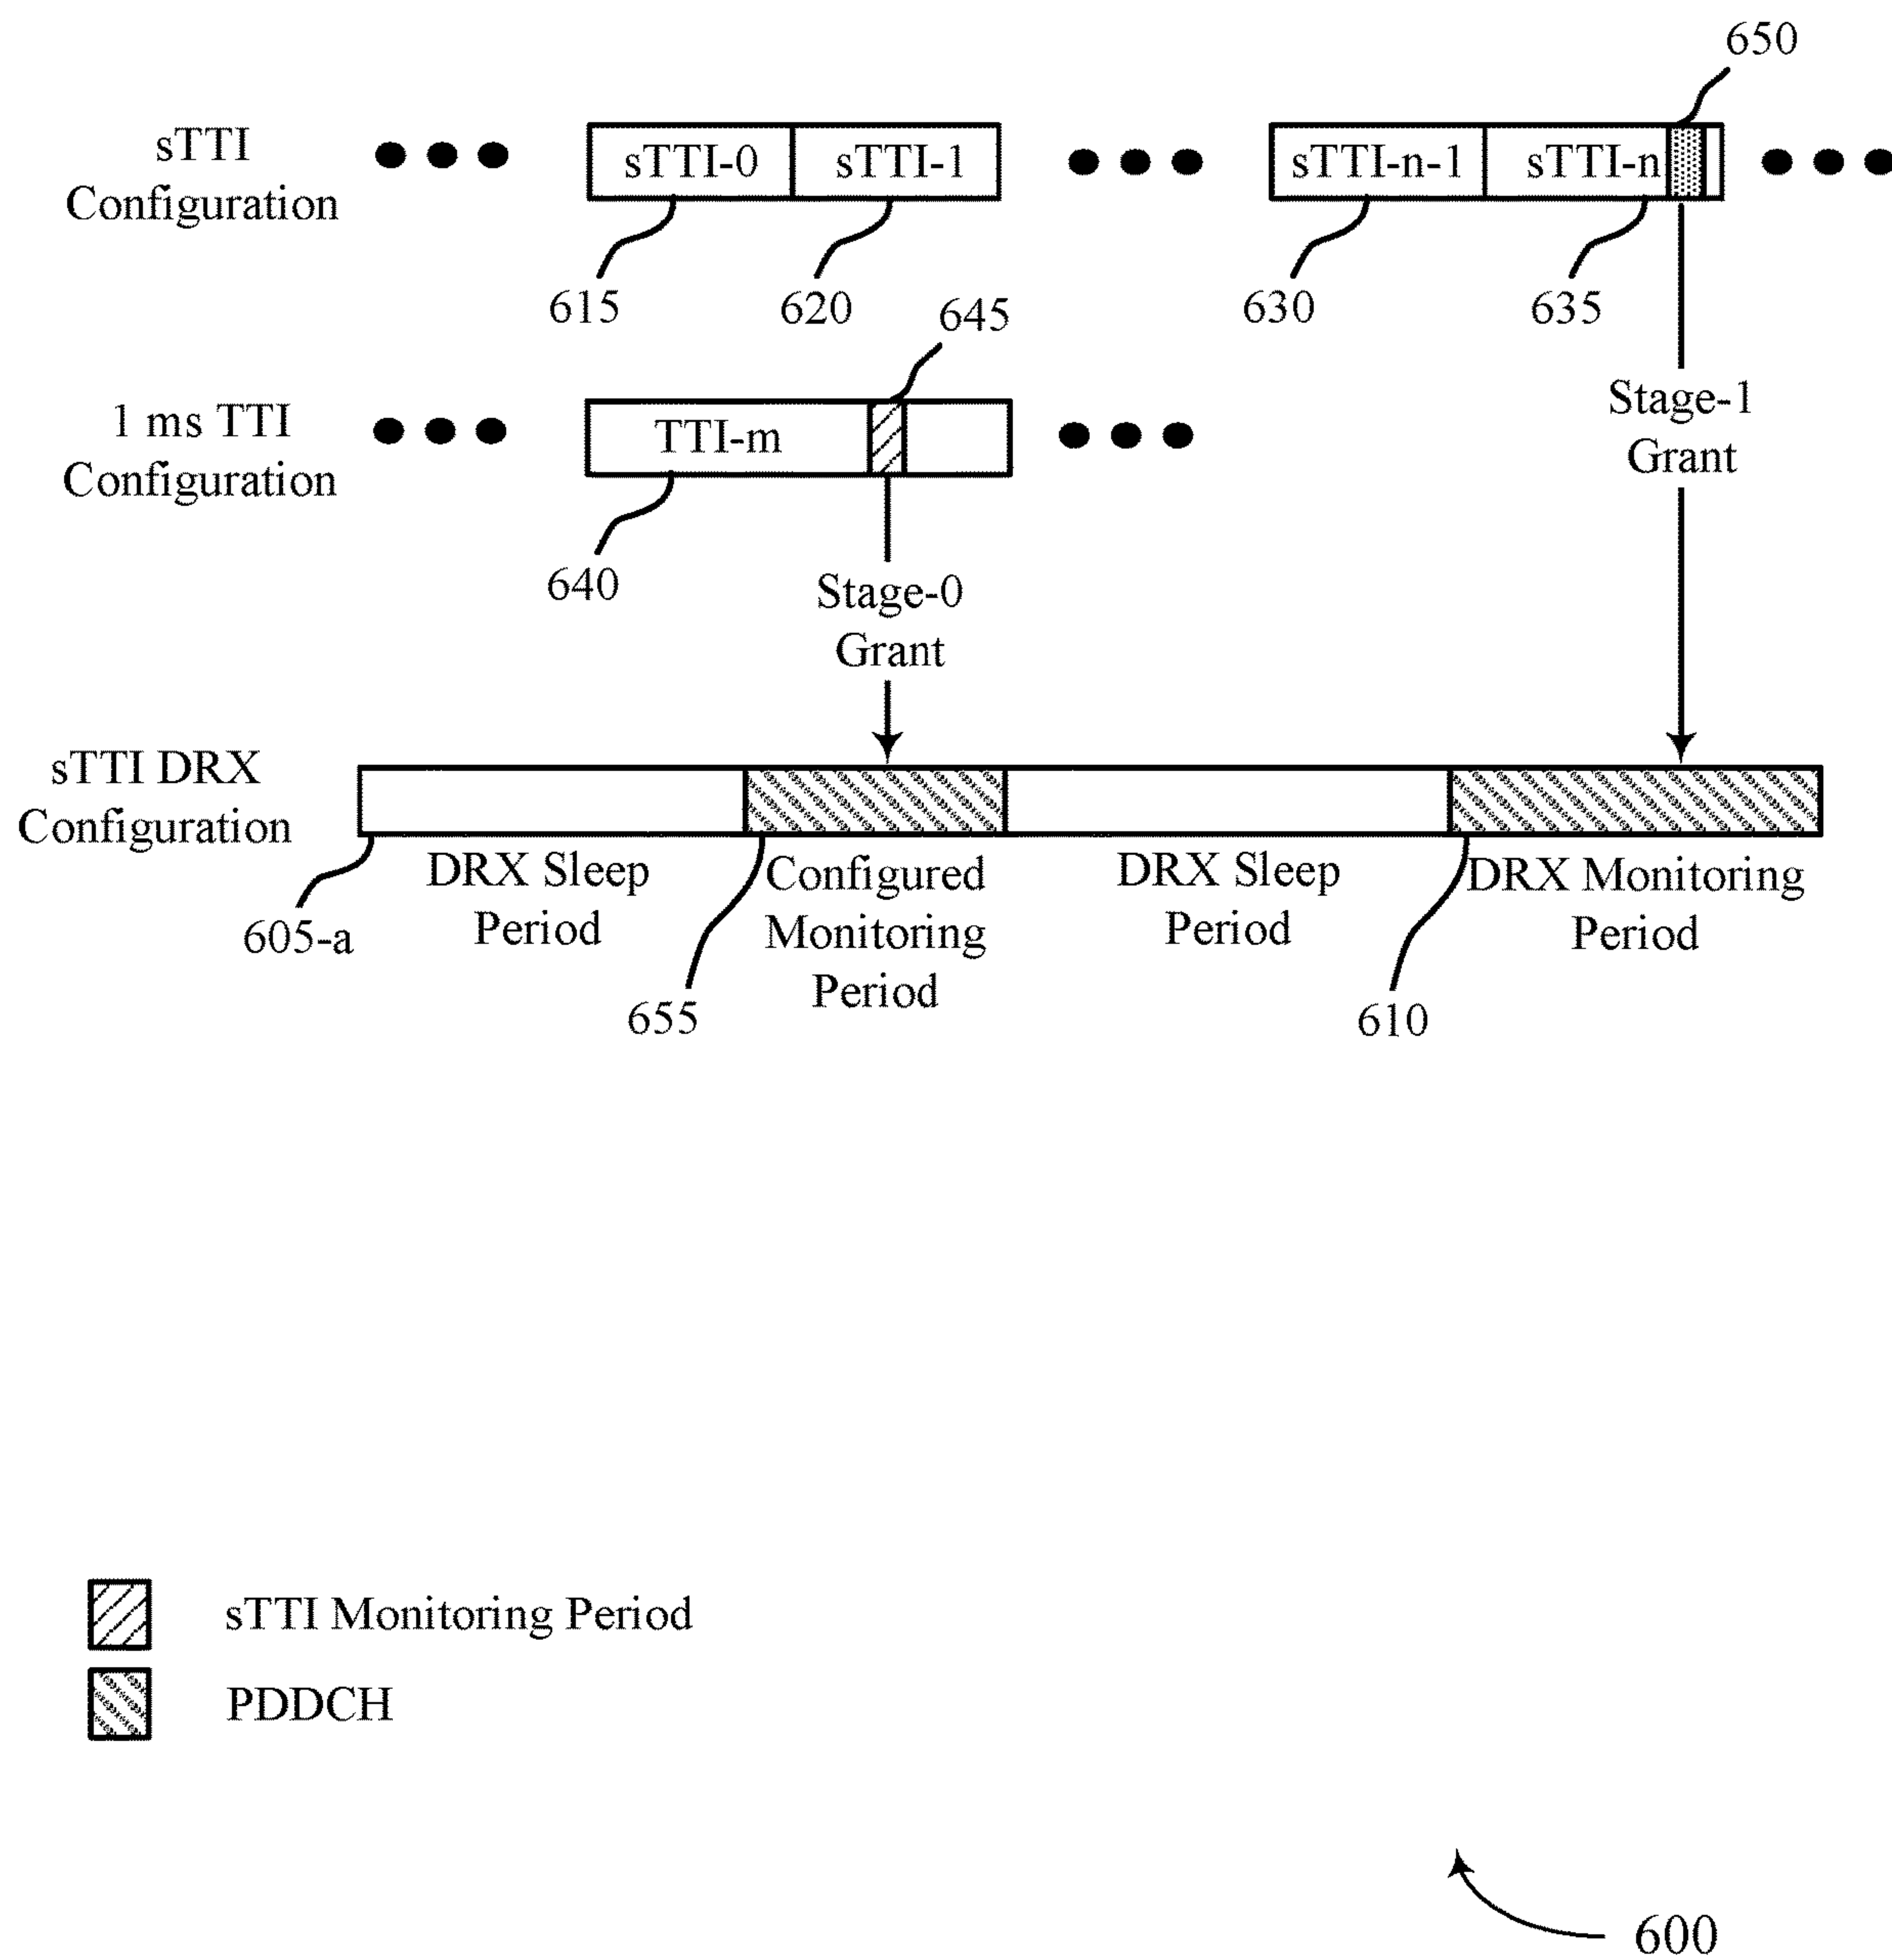 650
sTTI
Configuration
sTTI-0
sTTI-1
sTTI-n-1
sTTI-n
615
620
645
630
635
1 ms TTI
Configuration
TTI-m
Stage-1
Grant
640
Stage-0
Grant
sTTI DRX
Configuration
DRX Sleep
Period
Configured
Monitoring
Period
DRX Sleep
Period
DRX Monitoring
Period
605-a
655
610
sTTI Monitoring Period
PDDCH
600